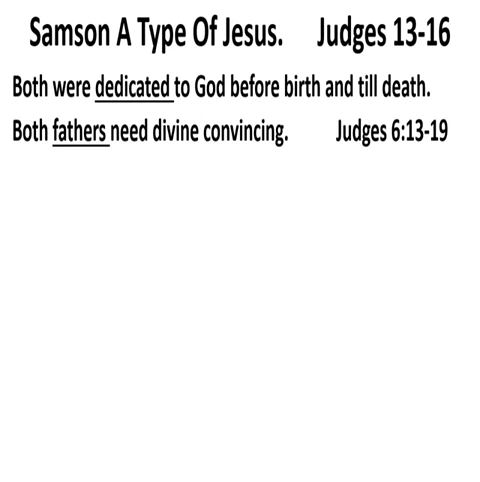 Samson A Type Of Jesus. Judges 13-16
Both were dedicated to God before birth and till death.
Both fathers need divine convincing. Judges 6:13-19